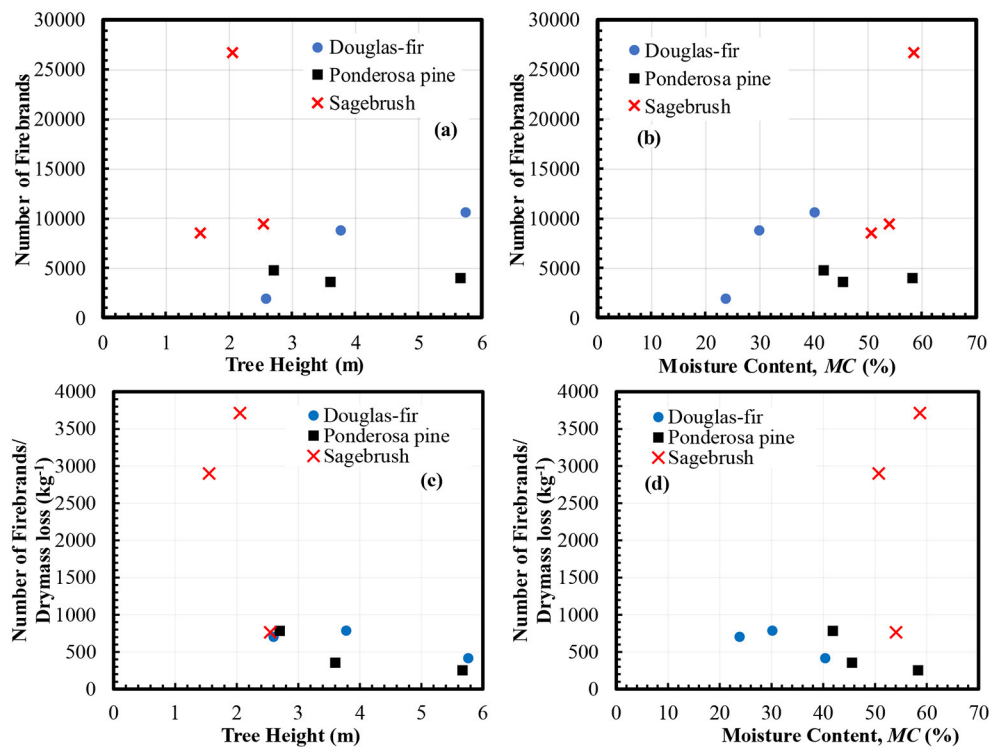 30000
25000
20000
15000
10000
5000
0
Number of Firebrands
Douglas-fir
Ponderosa pine
Sagebrush
(a)
0 1 2 3 4 5 6
Tree Height (m)
30000
25000
20000
15000
10000
5000
0
Number of Firebrands
Douglas-fir
Ponderosa pine
Sagebrush
(b)
0 10 20 30 40 50 60 70
Moisture Content, MC (%)
4000
3500
3000
2500
2000
1500
1000
500
0
Number of Firebrands/
Drymass loss (kg⁻¹)
Douglas-fir
Ponderosa pine
Sagebrush
(c)
0 1 2 3 4 5 6
Tree Height (m)
4000
3500
3000
2500
2000
1500
1000
500
0
Number of Firebrands/
Drymass loss (kg⁻¹)
Douglas-fir
Ponderosa pine
Sagebrush
(d)
0 10 20 30 40 50 60 70
Moisture Content, MC (%)